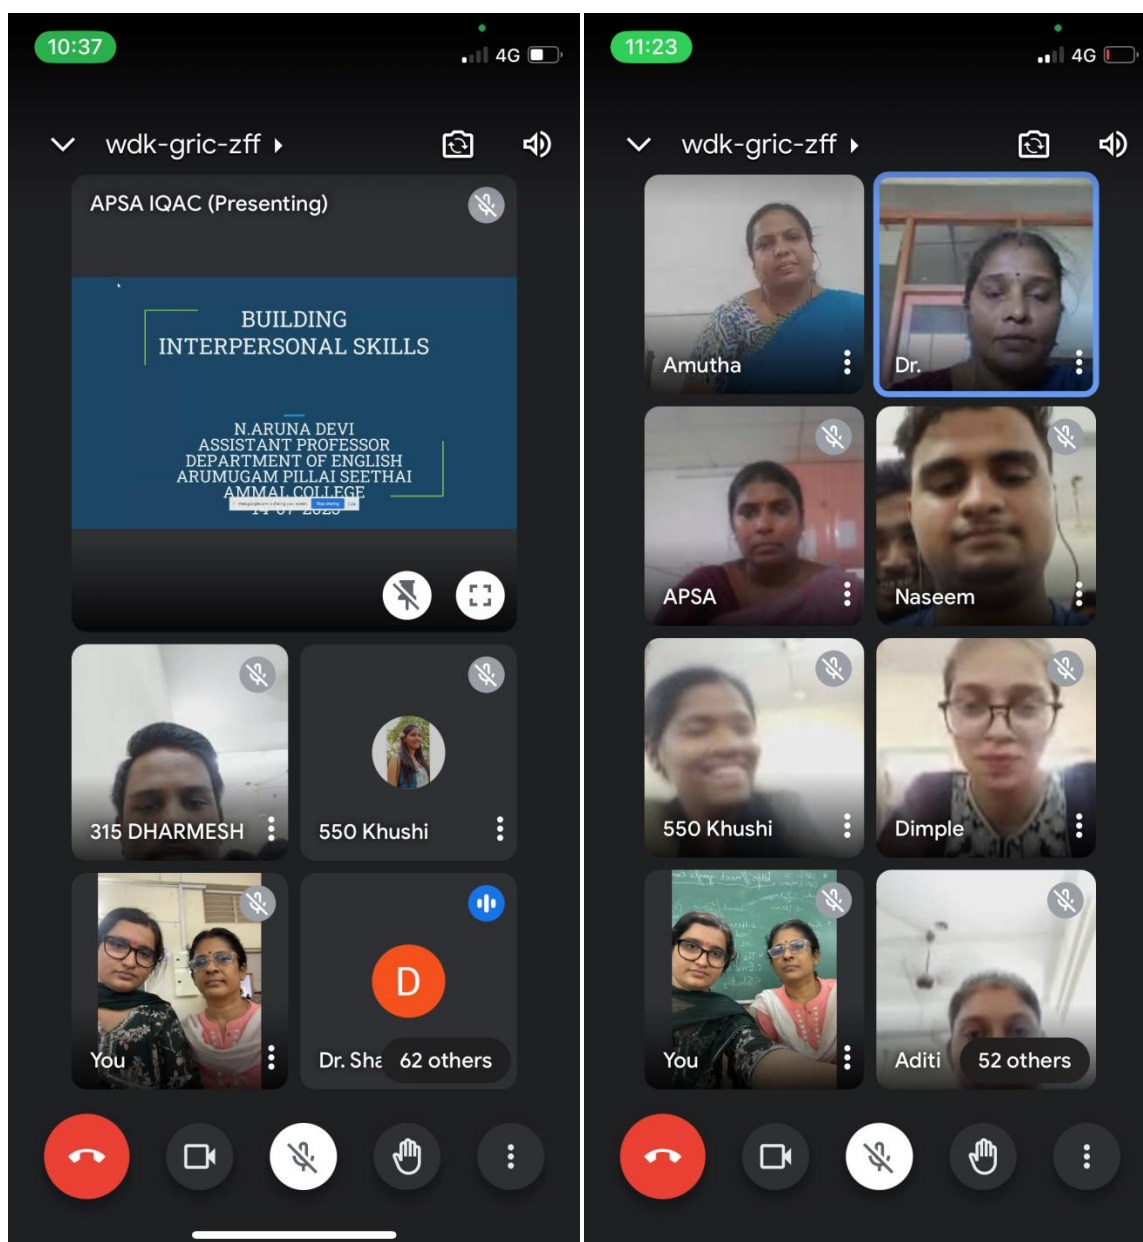 10:37
4G
wdk-gric-zff
APSA IQAC (Presenting)
BUILDING
INTERPERSONAL SKILLS
N.ARUNA DEVI
ASSISTANT PROFESSOR
DEPARTMENT OF ENGLISH
ARUMUGAM PILLAI SEETHAI
AMMAL COLLEGE
315 DHARMESH
550 Khushi
D
You
Dr. Sha
62 others
11:23
4G
wdk-gric-zff
Amutha
Dr.
APSA
Naseem
550 Khushi
Dimple
You
Aditi
52 others